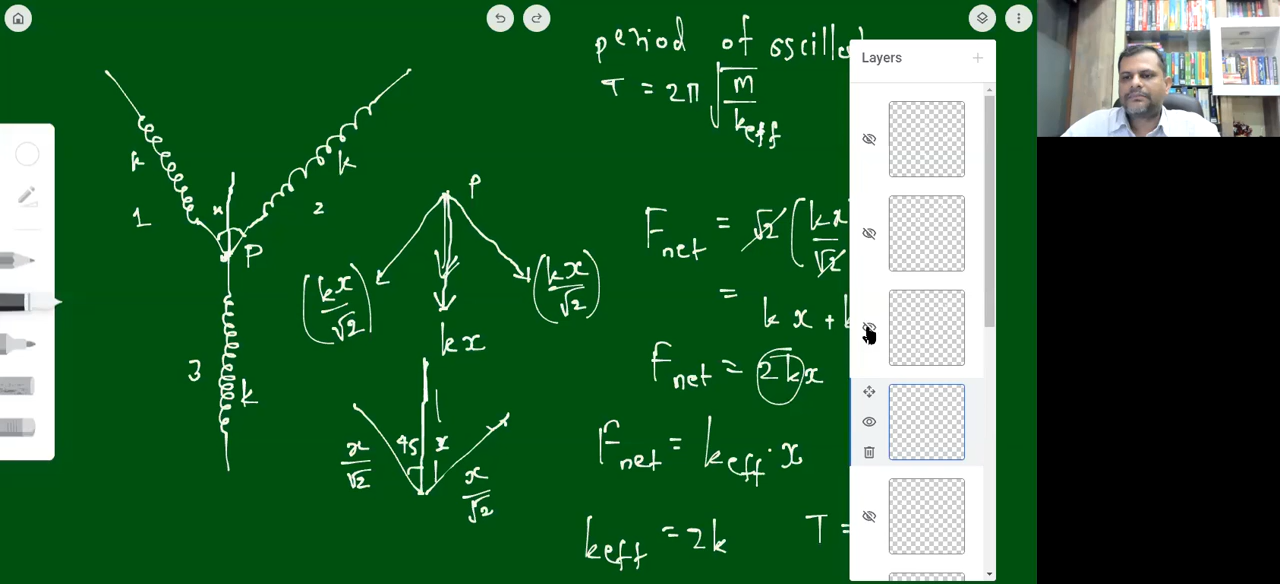 period of oscillat
T = 2π √(m/keff)
Layers
k
k
1
x
2
P
P
(kx/√2)
(kx/√2)
kx
Fnet = √2 (kx/√2
= kx + k
3
k
Fnet = 2kx
45
x
x/√2
x/√2
Fnet = keff · x
keff = 2k
T =